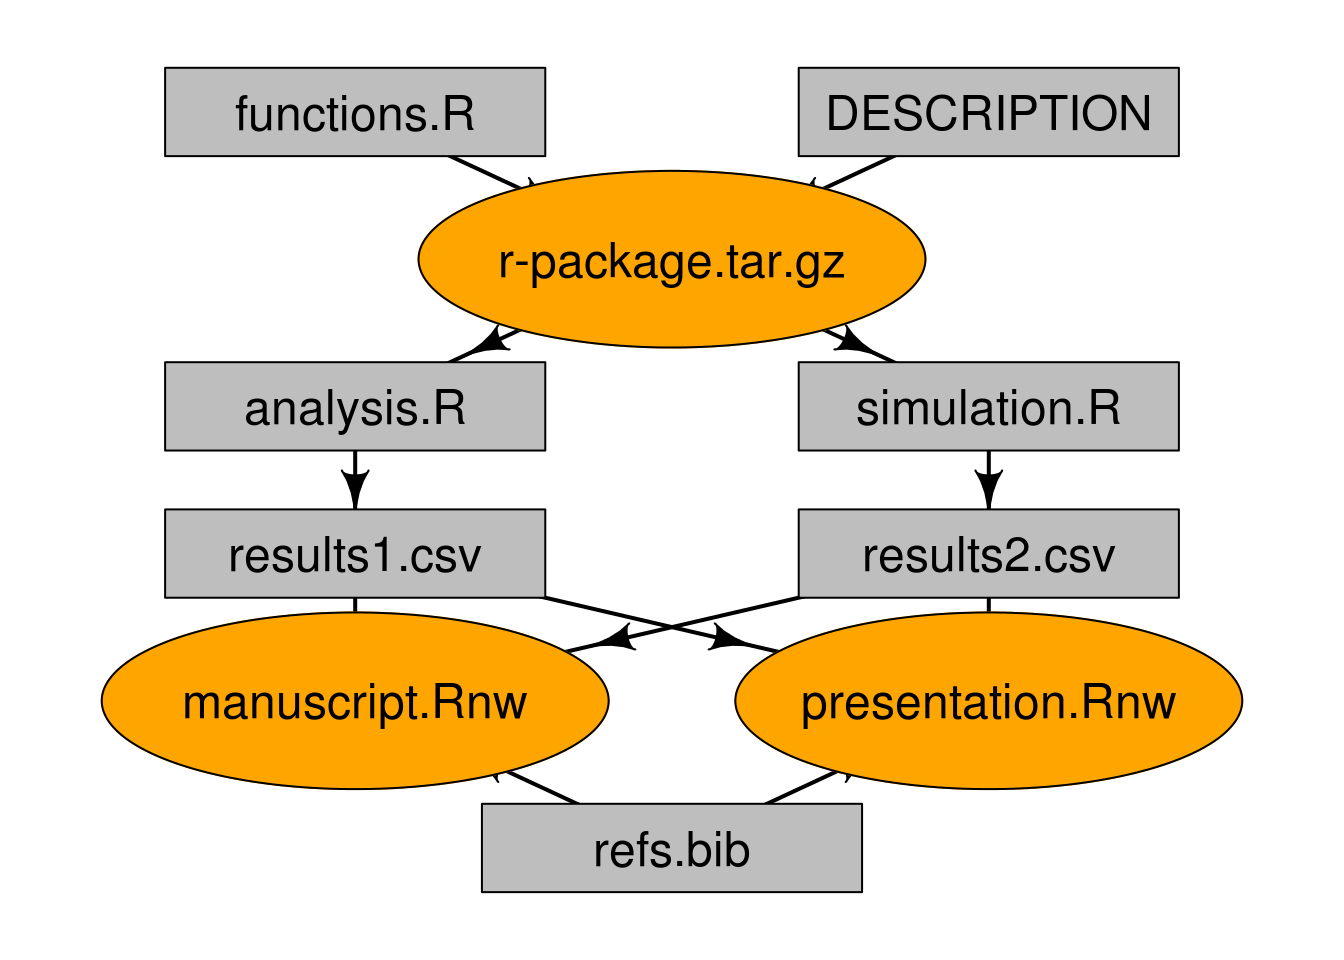 functions.R
DESCRIPTION
r-package.tar.gz
analysis.R
simulation.R
results1.csv
results2.csv
manuscript.Rnw
presentation.Rnw
refs.bib